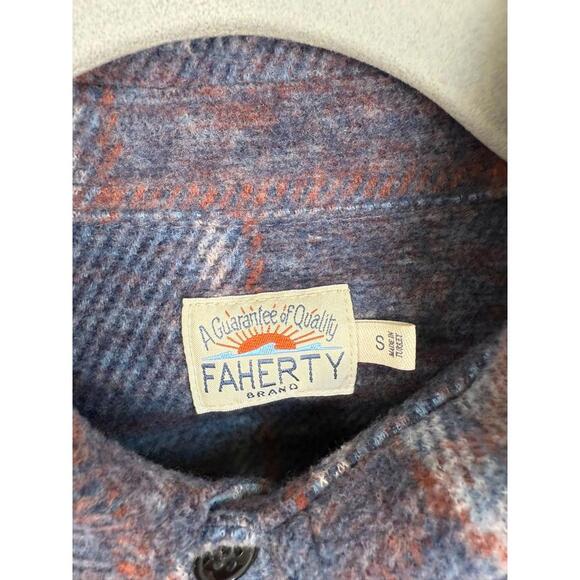 A Guarantee of Quality
FAHERTY
BRAND
S
MADE IN
TURKEY